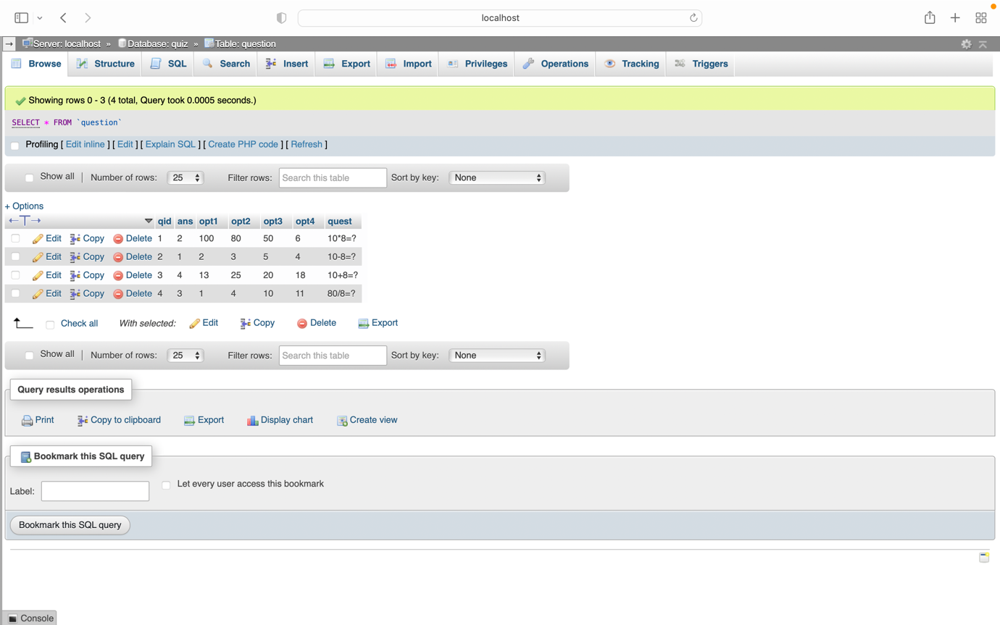 localhost
Server: localhost » Database: quiz » Table: question
Browse Structure SQL Search Insert Export Import Privileges Operations Tracking Triggers
Showing rows 0 - 3 (4 total, Query took 0.0005 seconds.)
SELECT * FROM `question`
Profiling [ Edit inline ] [ Edit ] [ Explain SQL ] [ Create PHP code ] [ Refresh ]
Show all | Number of rows: 25 Filter rows: Search this table Sort by key: None
+ Options
←T→ qid ans opt1 opt2 opt3 opt4 quest
Edit Copy Delete 1 2 100 80 50 6 10*8=?
Edit Copy Delete 2 1 2 3 5 4 10-8=?
Edit Copy Delete 3 4 13 25 20 18 10+8=?
Edit Copy Delete 4 3 1 4 10 11 80/8=?
Check all With selected: Edit Copy Delete Export
Show all | Number of rows: 25 Filter rows: Search this table Sort by key: None
Query results operations
Print Copy to clipboard Export Display chart Create view
Bookmark this SQL query
Label: Let every user access this bookmark
Bookmark this SQL query
Console